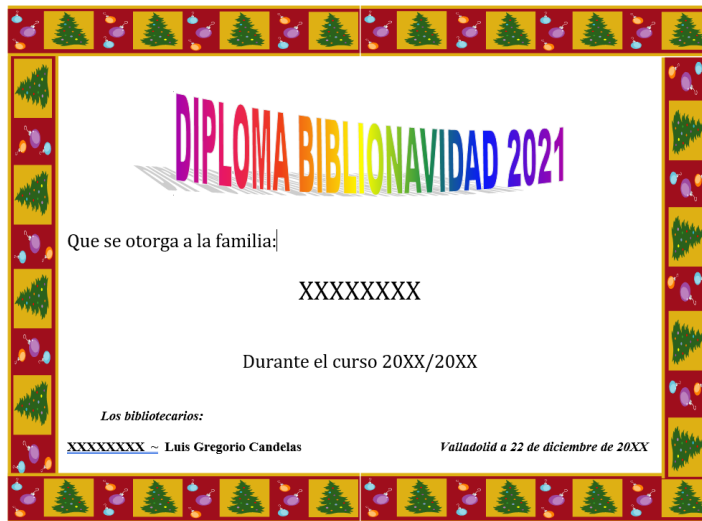 DIPLOMA BIBLIONAVIDAD 2021
Que se otorga a la familia:
XXXXXXXX
Durante el curso 20XX/20XX
Los bibliotecarios:
XXXXXXXX ~ Luis Gregorio Candelas Valladolid a 22 de diciembre de 20XX